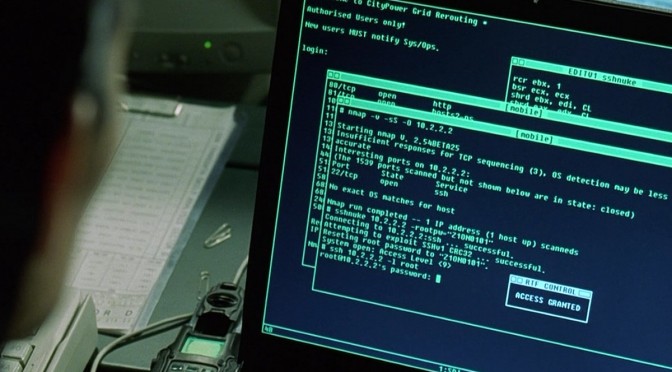 to CityPower Grid Rerouting *
Authorised Users only!
New users MUST notify Sys/Ops.
login:
EDITV1 sshnuke
rcr ebx, 1
bsr ecx, ecx
shrd ebx, edi, CL
80/tcp open http
open hosts2-ns
[mobile]
# nmap -v -sS -O 10.2.2.2
[mobile]
Starting nmap V. 2.54BETA25
Insufficient responses for TCP sequencing (3), OS detection may be less
accurate
Interesting ports on 10.2.2.2:
(The 1539 ports scanned but not shown below are in state: closed)
Port State Service
22/tcp open ssh
No exact OS matches for host
Nmap run completed -- 1 IP address (1 host up) scanneds
# sshnuke 10.2.2.2 -rootpw="Z10N0101"
Connecting to 10.2.2.2:ssh ... successful.
Attempting to exploit SSHv1 CRC32 ... successful.
Reseting root password to "Z10N0101".
System open: Access Level <9>
# ssh 10.2.2.2 -l root
root@10.2.2.2's password:
RTF CONTROL
ACCESS GRANTED